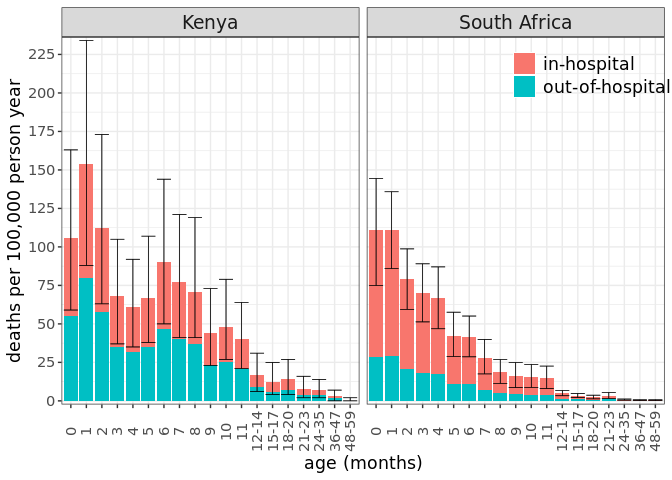 Kenya
South Africa
in-hospital
out-of-hospital
deaths per 100,000 person year
225
200
175
150
125
100
75
50
25
0
0 1 2 3 4 5 6 7 8 9 10 11 12-14 15-17 18-20 21-23 24-35 36-47 48-59
0 1 2 3 4 5 6 7 8 9 10 11 12-14 15-17 18-20 21-23 24-35 36-47 48-59
age (months)